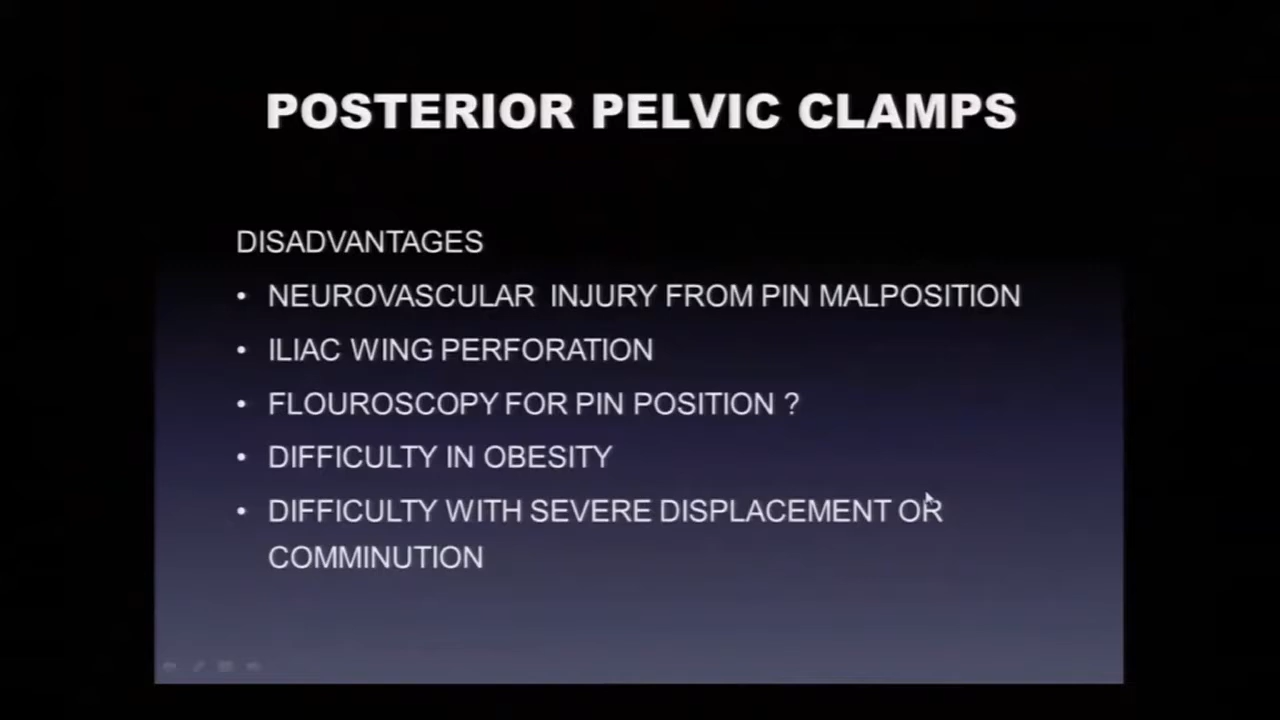 POSTERIOR PELVIC CLAMPS
DISADVANTAGES
• NEUROVASCULAR INJURY FROM PIN MALPOSITION
• ILIAC WING PERFORATION
• FLOUROSCOPY FOR PIN POSITION ?
• DIFFICULTY IN OBESITY
• DIFFICULTY WITH SEVERE DISPLACEMENT OR
COMMINUTION